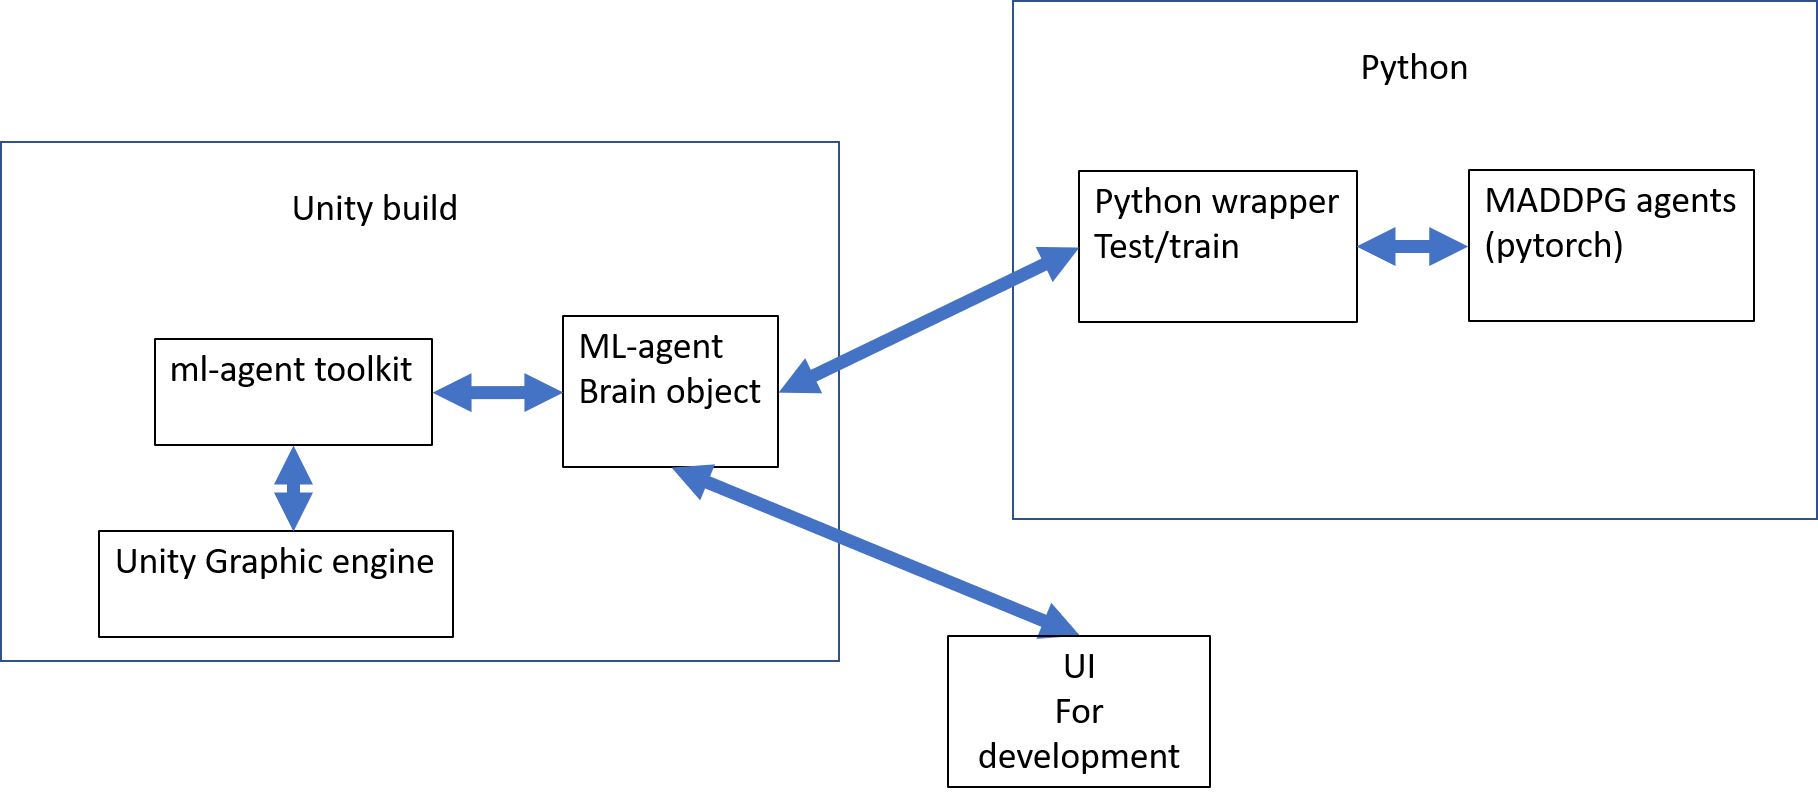 Python
Unity build
Python wrapper
Test/train
MADDPG agents
(pytorch)
ml-agent toolkit
ML-agent
Brain object
Unity Graphic engine
UI
For
development